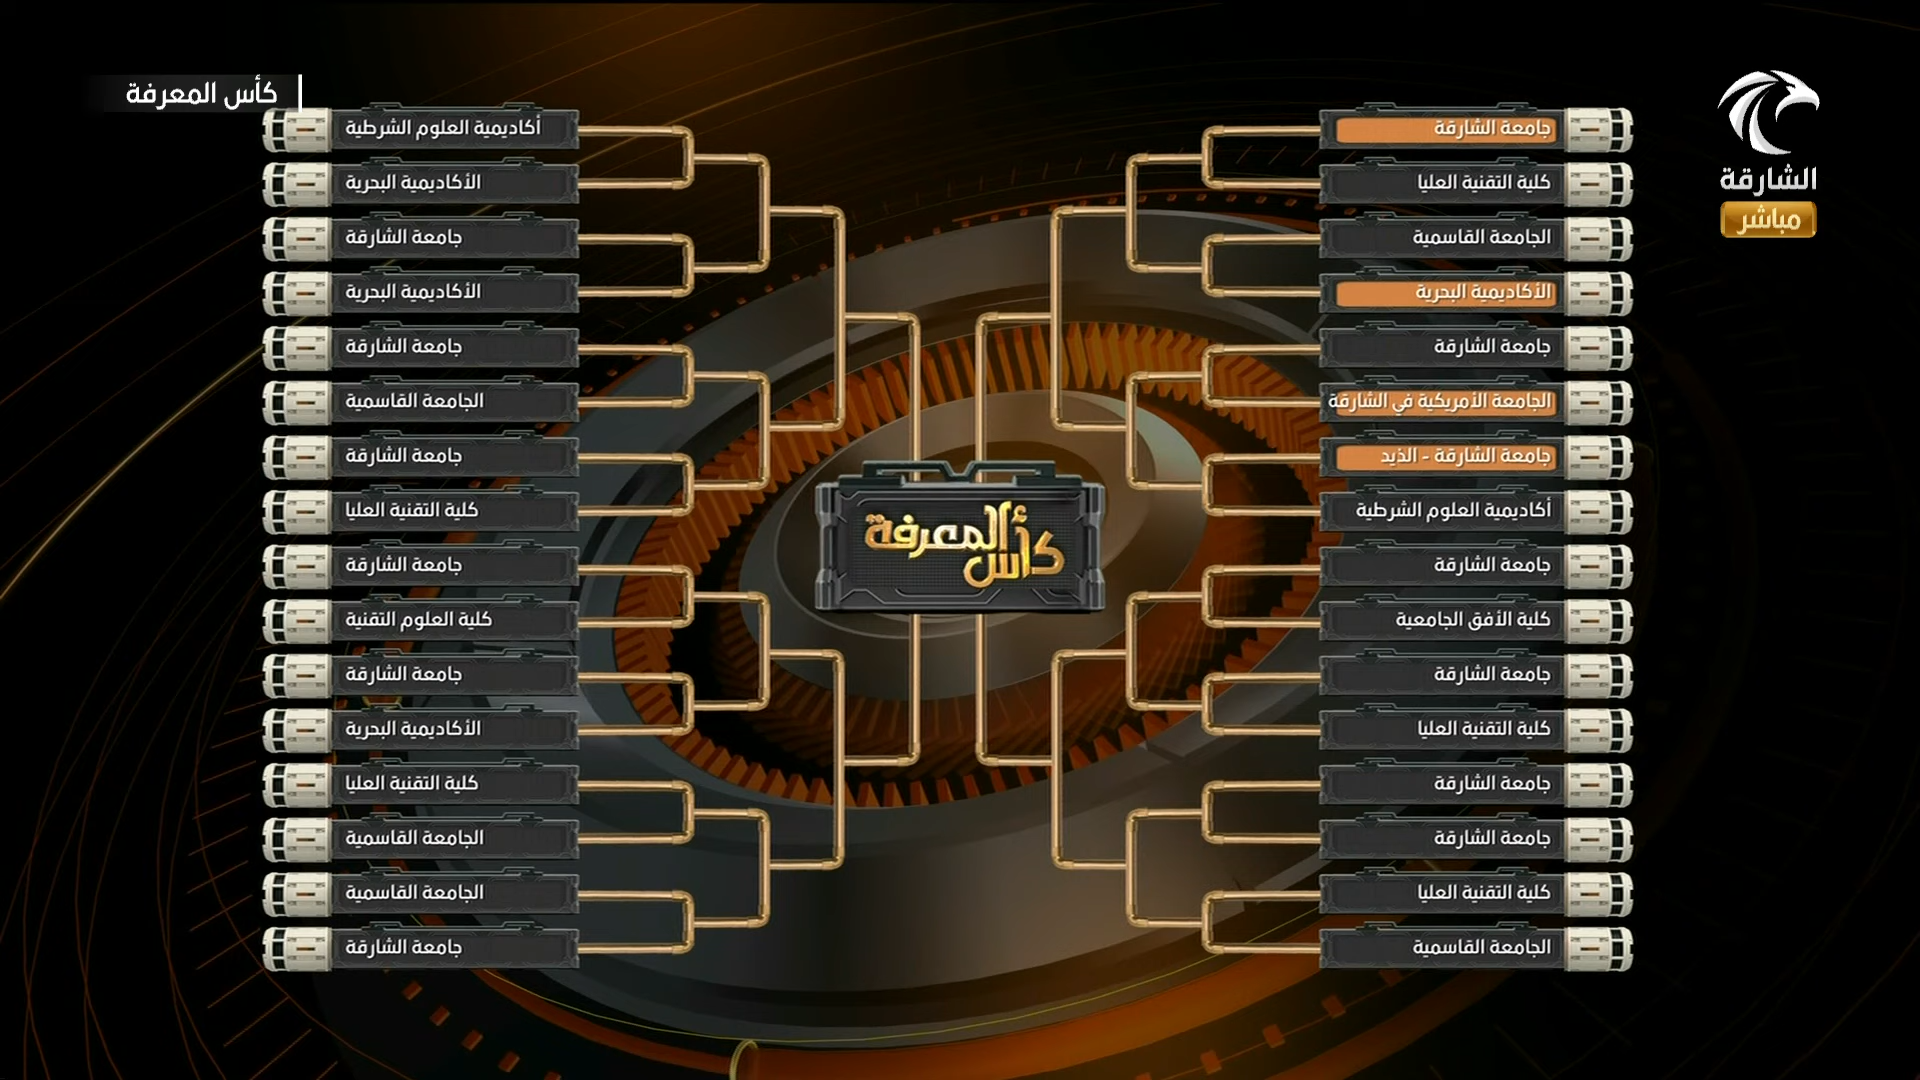 كأس المعرفة
الشارقة
مباشر
جامعة الشارقة
كلية التقنية العليا
الجامعة القاسمية
الأكاديمية البحرية
جامعة الشارقة
الجامعة الأمريكية في الشارقة
جامعة الشارقة - الذيد
أكاديمية العلوم الشرطية
جامعة الشارقة
كلية الأفق الجامعية
جامعة الشارقة
كلية التقنية العليا
جامعة الشارقة
جامعة الشارقة
كلية التقنية العليا
الجامعة القاسمية
كأس المعرفة
أكاديمية العلوم الشرطية
الأكاديمية البحرية
جامعة الشارقة
الأكاديمية البحرية
جامعة الشارقة
الجامعة القاسمية
جامعة الشارقة
كلية التقنية العليا
جامعة الشارقة
كلية العلوم التقنية
جامعة الشارقة
الأكاديمية البحرية
كلية التقنية العليا
الجامعة القاسمية
الجامعة القاسمية
جامعة الشارقة